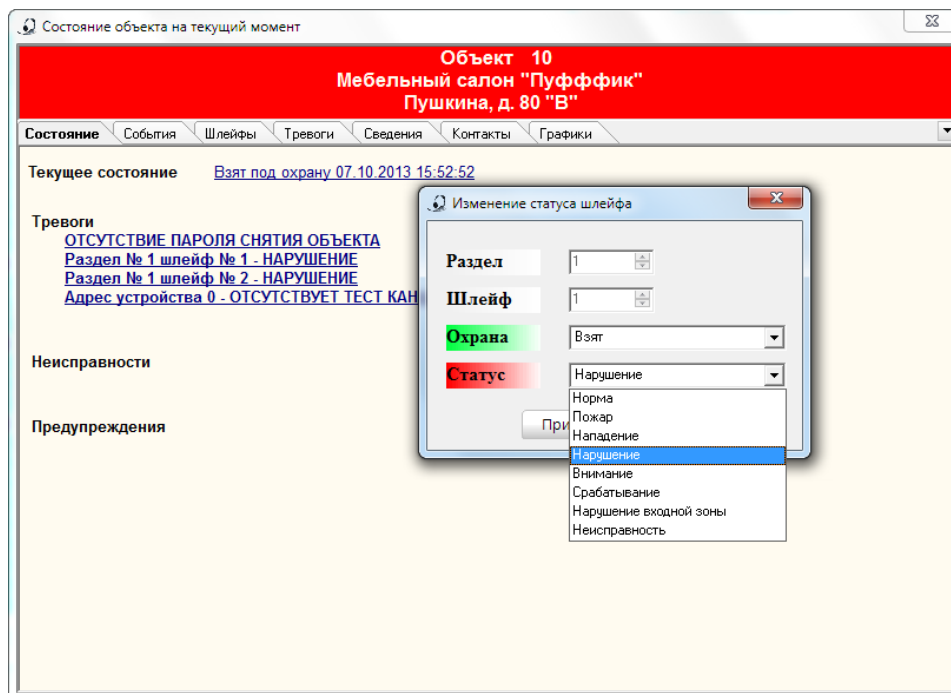 Состояние объекта на текущий момент
Объект 10
Мебельный салон "Пуфффик"
Пушкина, д. 80 "В"
Состояние События Шлейфы Тревоги Сведения Контакты Графики
Текущее состояние Взят под охрану 07.10.2013 15:52:52
Тревоги
ОТСУТСТВИЕ ПАРОЛЯ СНЯТИЯ ОБЪЕКТА
Раздел № 1 шлейф № 1 - НАРУШЕНИЕ
Раздел № 1 шлейф № 2 - НАРУШЕНИЕ
Адрес устройства 0 - ОТСУТСТВУЕТ ТЕСТ КАН
Неисправности
Предупреждения
Изменение статуса шлейфа
Раздел 1
Шлейф 1
Охрана Взят
Статус Нарушение
При
Норма
Пожар
Нападение
Нарушение
Внимание
Срабатывание
Нарушение входной зоны
Неисправность